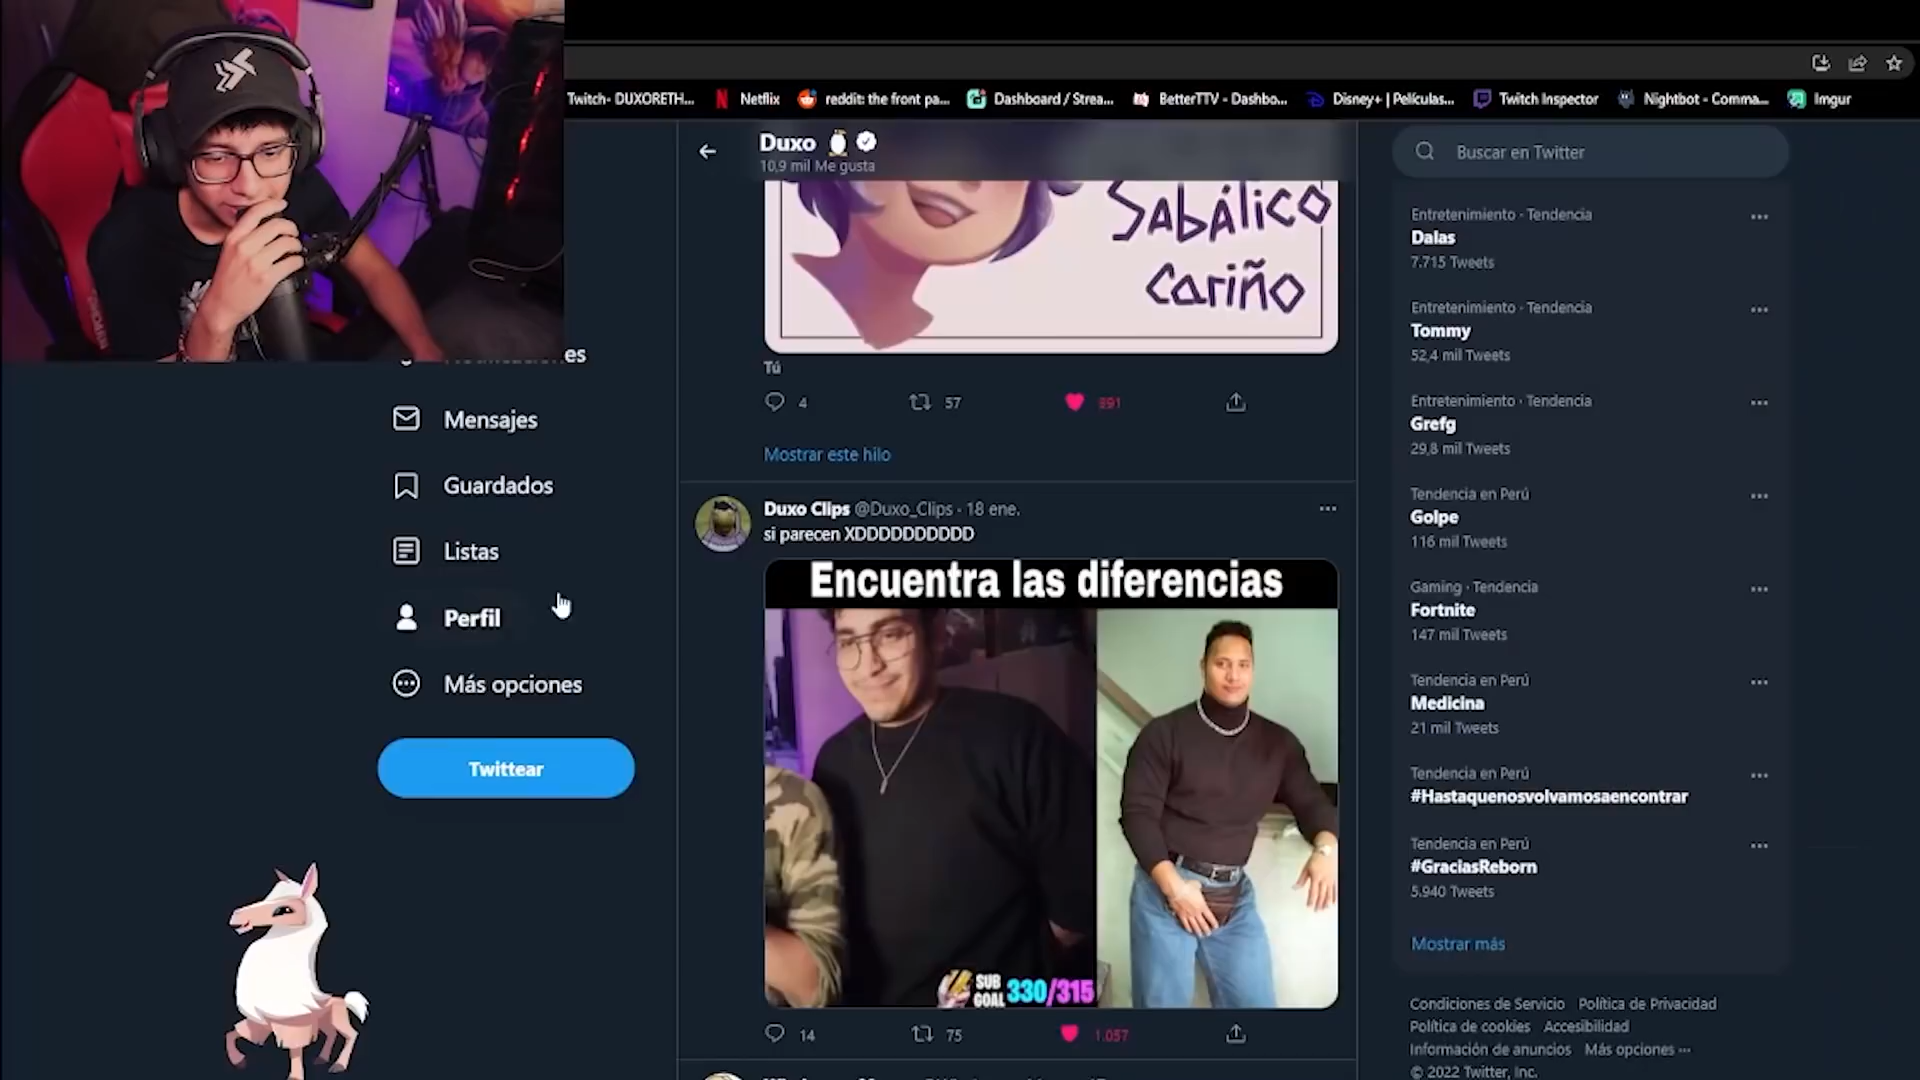 Twitch- DUXORETH...
Netflix
reddit: the front pa...
Dashboard / Strea...
BetterTTV - Dashbo...
Disney+ | Películas...
Twitch Inspector
Nightbot - Comma...
Imgur
Duxo
10,9 mil Me gusta
Buscar en Twitter
es
Mensajes
Guardados
Listas
Perfil
Más opciones
Twittear
Sabálico
cariño
Tú
4
57
891
Mostrar este hilo
Duxo Clips @Duxo_Clips · 18 ene.
si parecen XDDDDDDDDDD
Encuentra las diferencias
SUB
GOAL 330/315
14
75
1.057
Entretenimiento · Tendencia
Dalas
7.715 Tweets
Entretenimiento · Tendencia
Tommy
52,4 mil Tweets
Entretenimiento · Tendencia
Grefg
29,8 mil Tweets
Tendencia en Perú
Golpe
116 mil Tweets
Gaming · Tendencia
Fortnite
147 mil Tweets
Tendencia en Perú
Medicina
21 mil Tweets
Tendencia en Perú
#Hastaquenosvolvamosaencontrar
Tendencia en Perú
#GraciasReborn
5.940 Tweets
Mostrar más
Condiciones de Servicio Política de Privacidad
Política de cookies Accesibilidad
Información de anuncios Más opciones ···
© 2022 Twitter, Inc.